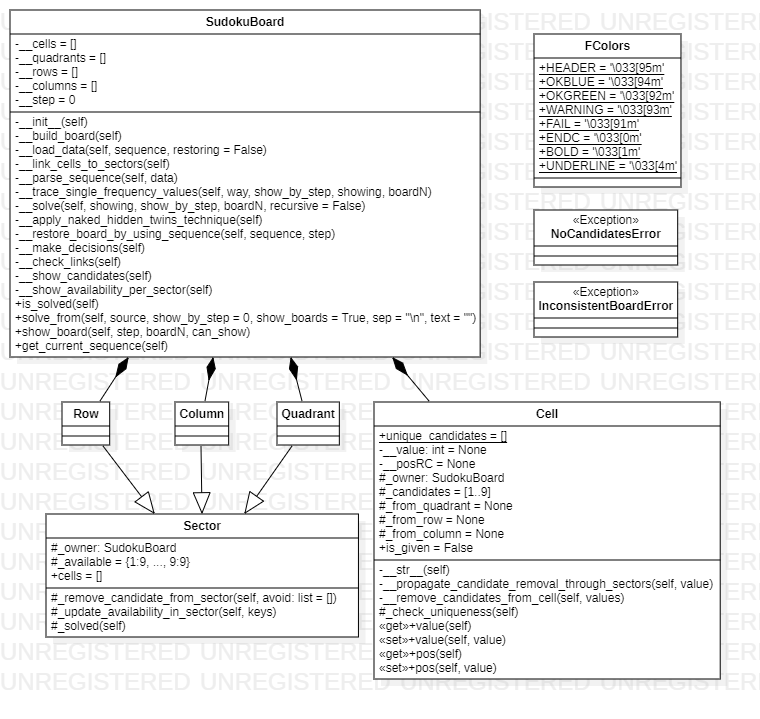 SudokuBoard
-__cells = []
-__quadrants = []
-__rows = []
-__columns = []
-__step = 0
-__init__(self)
-__build_board(self)
-__load_data(self, sequence, restoring = False)
-__link_cells_to_sectors(self)
-__parse_sequence(self, data)
-__trace_single_frequency_values(self, way, show_by_step, showing, boardN)
-__solve(self, showing, show_by_step, boardN, recursive = False)
-__apply_naked_hidden_twins_technique(self)
-__restore_board_by_using_sequence(self, sequence, step)
-__make_decisions(self)
-__check_links(self)
-__show_candidates(self)
-__show_availability_per_sector(self)
+is_solved(self)
+solve_from(self, source, show_by_step = 0, show_boards = True, sep = "\n", text = "")
+show_board(self, step, boardN, can_show)
+get_current_sequence(self)
FColors
+HEADER = '\033[95m'
+OKBLUE = '\033[94m'
+OKGREEN = '\033[92m'
+WARNING = '\033[93m'
+FAIL = '\033[91m'
+ENDC = '\033[0m'
+BOLD = '\033[1m'
+UNDERLINE = '\033[4m'
«Exception»
NoCandidatesError
«Exception»
InconsistentBoardError
Row
Column
Quadrant
Cell
+unique_candidates = []
-__value: int = None
-__posRC = None
#_owner: SudokuBoard
#_candidates = [1..9]
#_from_quadrant = None
#_from_row = None
#_from_column = None
+is_given = False
-__str__(self)
-__propagate_candidate_removal_through_sectors(self, value)
-__remove_candidates_from_cell(self, values)
#_check_uniqueness(self)
«get»+value(self)
«set»+value(self, value)
«get»+pos(self)
«set»+pos(self, value)
Sector
#_owner: SudokuBoard
#_available = {1:9, ..., 9:9}
+cells = []
#_remove_candidate_from_sector(self, avoid: list = [])
#_update_availability_in_sector(self, keys)
#_solved(self)
UNREGISTERED UNREGISTERED UNREGISTERED UNREGISTERED